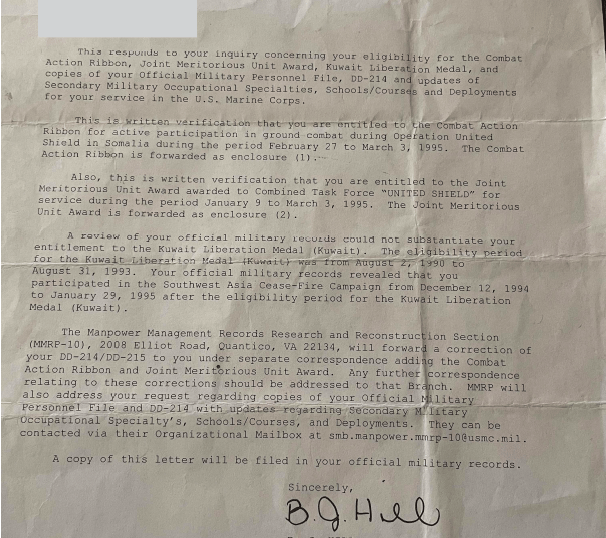 This responds to your inquiry concerning your eligibility for the Combat
Action Ribbon, Joint Meritorious Unit Award, Kuwait Liberation Medal, and
copies of your Official Military Personnel File, DD-214 and updates of
Secondary Military Occupational Specialties, Schools/Courses and Deployments
for your service in the U.S. Marine Corps.
This is written verification that you are entitled to the Combat Action
Ribbon for active participation in ground combat during Operation United
Shield in Somalia during the period February 27 to March 3, 1995. The Combat
Action Ribbon is forwarded as enclosure (1).
Also, this is written verification that you are entitled to the Joint
Meritorious Unit Award awarded to Combined Task Force "UNITED SHIELD" for
service during the period January 9 to March 3, 1995. The Joint Meritorious
Unit Award is forwarded as enclosure (2).
A review of your official military records could not substantiate your
entitlement to the Kuwait Liberation Medal (Kuwait). The eligibility period
for the Kuwait Liberation Medal (Kuwait) was from August 2, 1990 to
August 31, 1993. Your official military records revealed that you
participated in the Southwest Asia Cease-Fire Campaign from December 12, 1994
to January 29, 1995 after the eligibility period for the Kuwait Liberation
Medal (Kuwait).
The Manpower Management Records Research and Reconstruction Section
(MMRP-10), 2008 Elliot Road, Quantico, VA 22134, will forward a correction of
your DD-214/DD-215 to you under separate correspondence adding the Combat
Action Ribbon and Joint Meritorious Unit Award. Any further correspondence
relating to these corrections should be addressed to that Branch. MMRP will
also address your request regarding copies of your Official Military
Personnel File and DD-214 with updates regarding Secondary Military
Occupational Specialty's, Schools/Courses, and Deployments. They can be
contacted via their Organizational Mailbox at smb.manpower.mmrp-10@usmc.mil.
A copy of this letter will be filed in your official military records.
Sincerely,
B.J. Hill